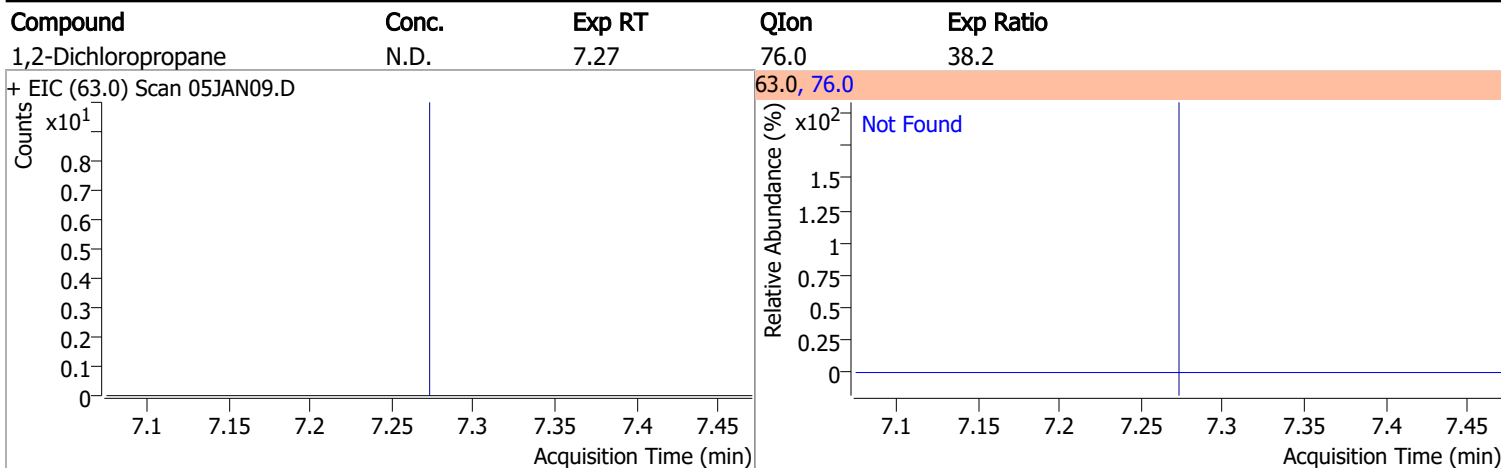 Compound Conc. Exp RT QIon Exp Ratio
1,2-Dichloropropane N.D. 7.27 76.0 38.2
+ EIC (63.0) Scan 05JAN09.D
Counts
x10^1
0.8
0.7
0.6
0.5
0.4
0.3
0.2
0.1
0
7.1 7.15 7.2 7.25 7.3 7.35 7.4 7.45
Acquisition Time (min)
63.0, 76.0
Relative Abundance (%)
x10^2
Not Found
1.5
1.25
1
0.75
0.5
0.25
0
7.1 7.15 7.2 7.25 7.3 7.35 7.4 7.45
Acquisition Time (min)